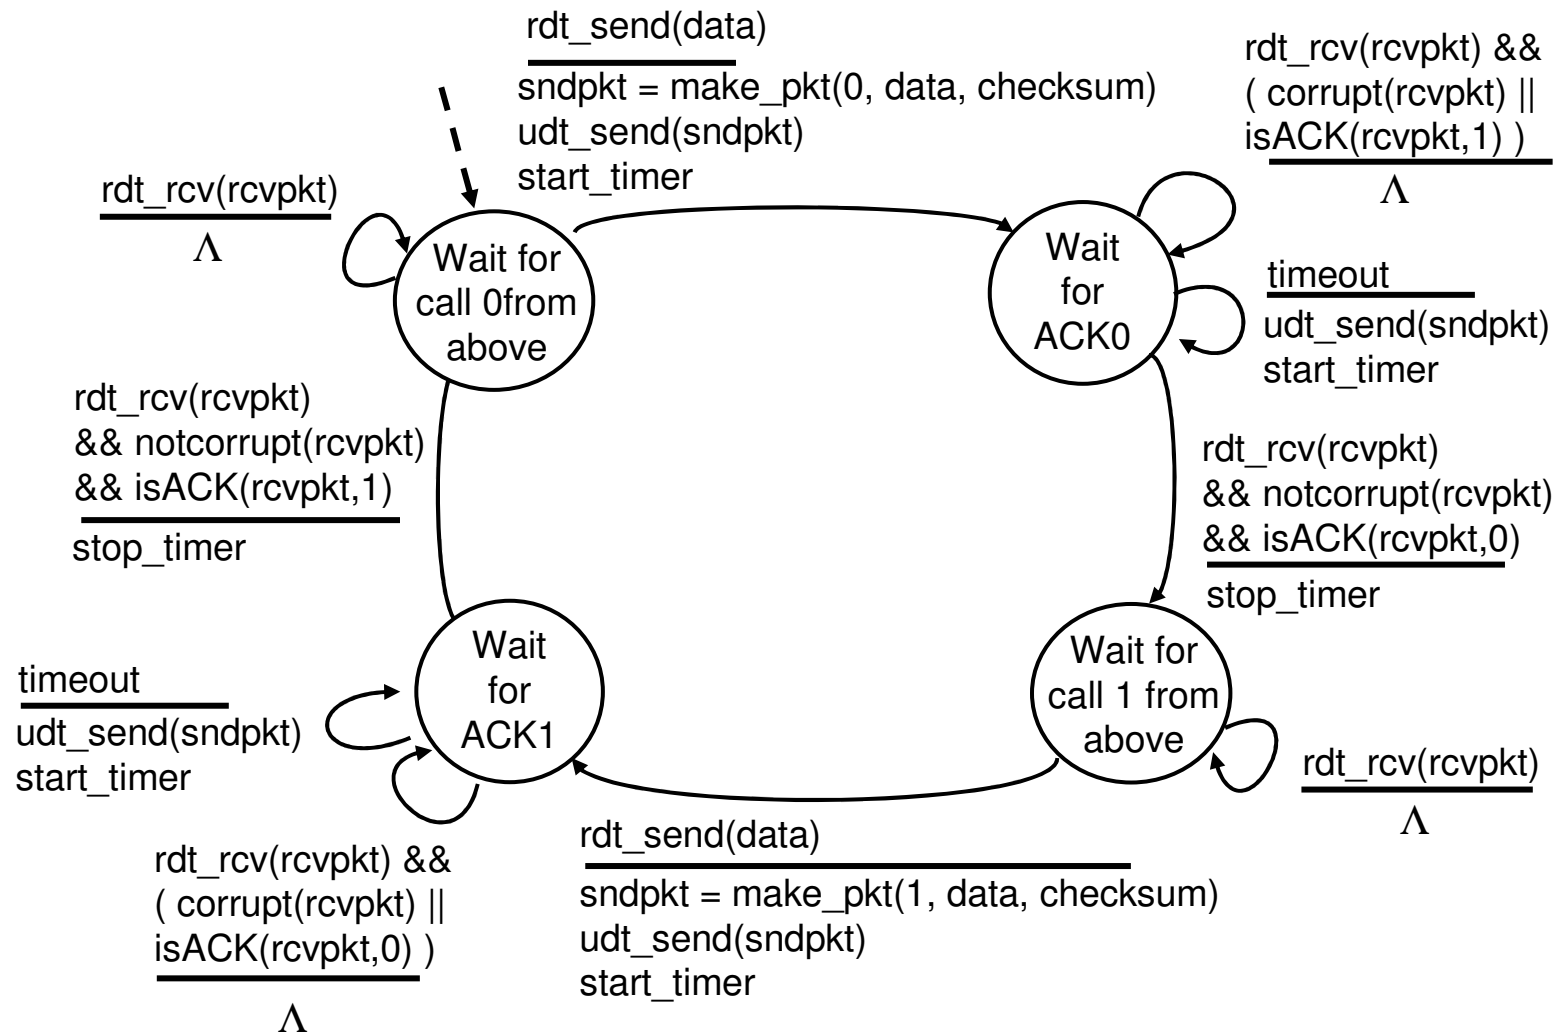 rdt_send(data)
sndpkt = make_pkt(0, data, checksum)
udt_send(sndpkt)
start_timer
rdt_rcv(rcvpkt) &&
( corrupt(rcvpkt) ||
isACK(rcvpkt,1) )
Λ
rdt_rcv(rcvpkt)
Λ
Wait for
call 0from
above
Wait
for
ACK0
timeout
udt_send(sndpkt)
start_timer
rdt_rcv(rcvpkt)
&& notcorrupt(rcvpkt)
&& isACK(rcvpkt,1)
stop_timer
rdt_rcv(rcvpkt)
&& notcorrupt(rcvpkt)
&& isACK(rcvpkt,0)
stop_timer
Wait
for
ACK1
Wait for
call 1 from
above
timeout
udt_send(sndpkt)
start_timer
rdt_rcv(rcvpkt)
Λ
rdt_rcv(rcvpkt) &&
( corrupt(rcvpkt) ||
isACK(rcvpkt,0) )
Λ
rdt_send(data)
sndpkt = make_pkt(1, data, checksum)
udt_send(sndpkt)
start_timer